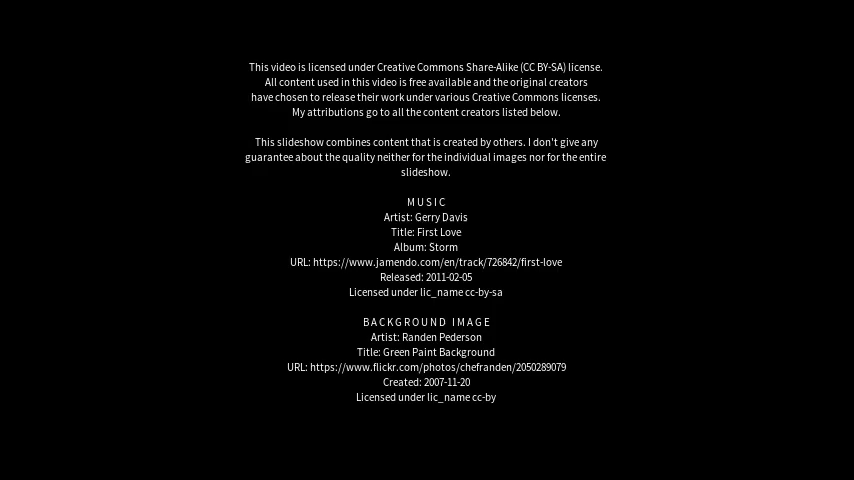 This video is licensed under Creative Commons Share-Alike (CC BY-SA) license.
All content used in this video is free available and the original creators
have chosen to release their work under various Creative Commons licenses.
My attributions go to all the content creators listed below.
This slideshow combines content that is created by others. I don't give any
guarantee about the quality neither for the individual images nor for the entire
slideshow.
MUSIC
Artist: Gerry Davis
Title: First Love
Album: Storm
URL: https://www.jamendo.com/en/track/726842/first-love
Released: 2011-02-05
Licensed under lic_name cc-by-sa
BACKGROUND IMAGE
Artist: Randen Pederson
Title: Green Paint Background
URL: https://www.flickr.com/photos/chefranden/2050289079
Created: 2007-11-20
Licensed under lic_name cc-by